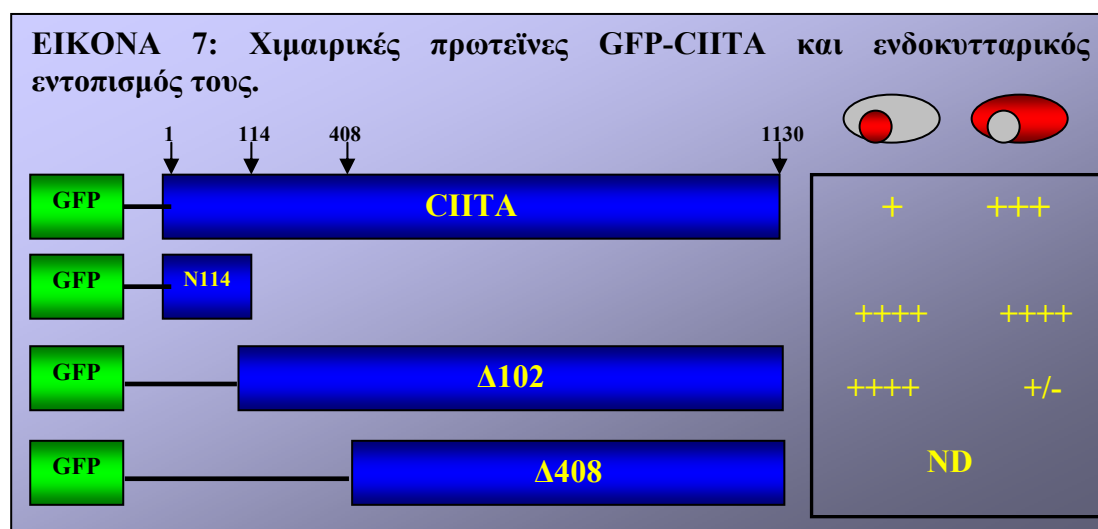 ΕΙΚΟΝΑ 7: Χιμαιρικές πρωτεϊνες GFP-CIITA και ενδοκυτταρικός
εντοπισμός τους.
1 114 408 1130
GFP CIITA + +++
GFP N114
++++ ++++
GFP Δ102 ++++ +/-
GFP Δ408 ND